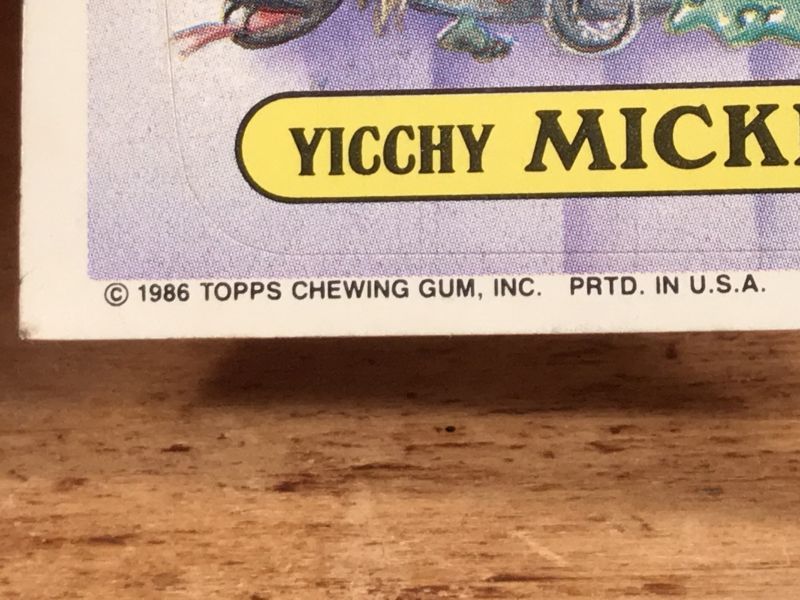 YICCHY MICK
© 1986 TOPPS CHEWING GUM, INC. PRTD. IN U.S.A.